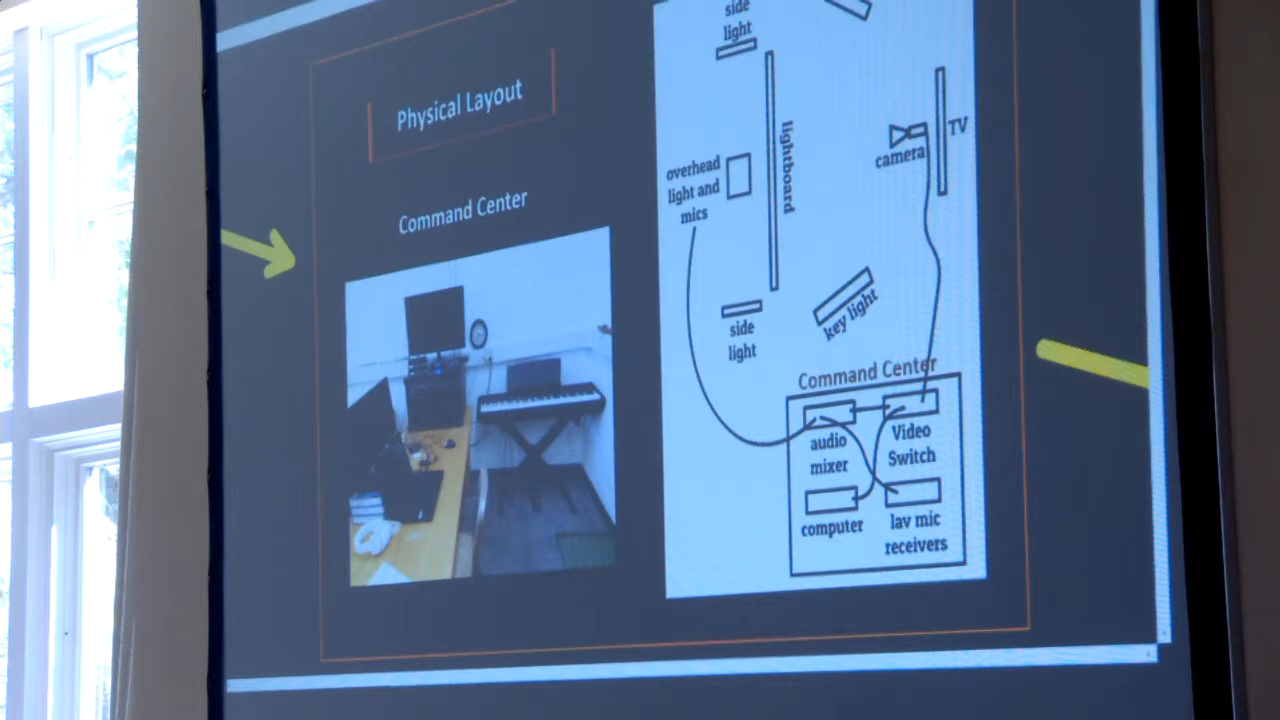 Physical Layout
Command Center
side
light
lightboard
overhead
light and
mics
camera
TV
side
light
key light
Command Center
audio
mixer
Video
Switch
computer
lav mic
receivers